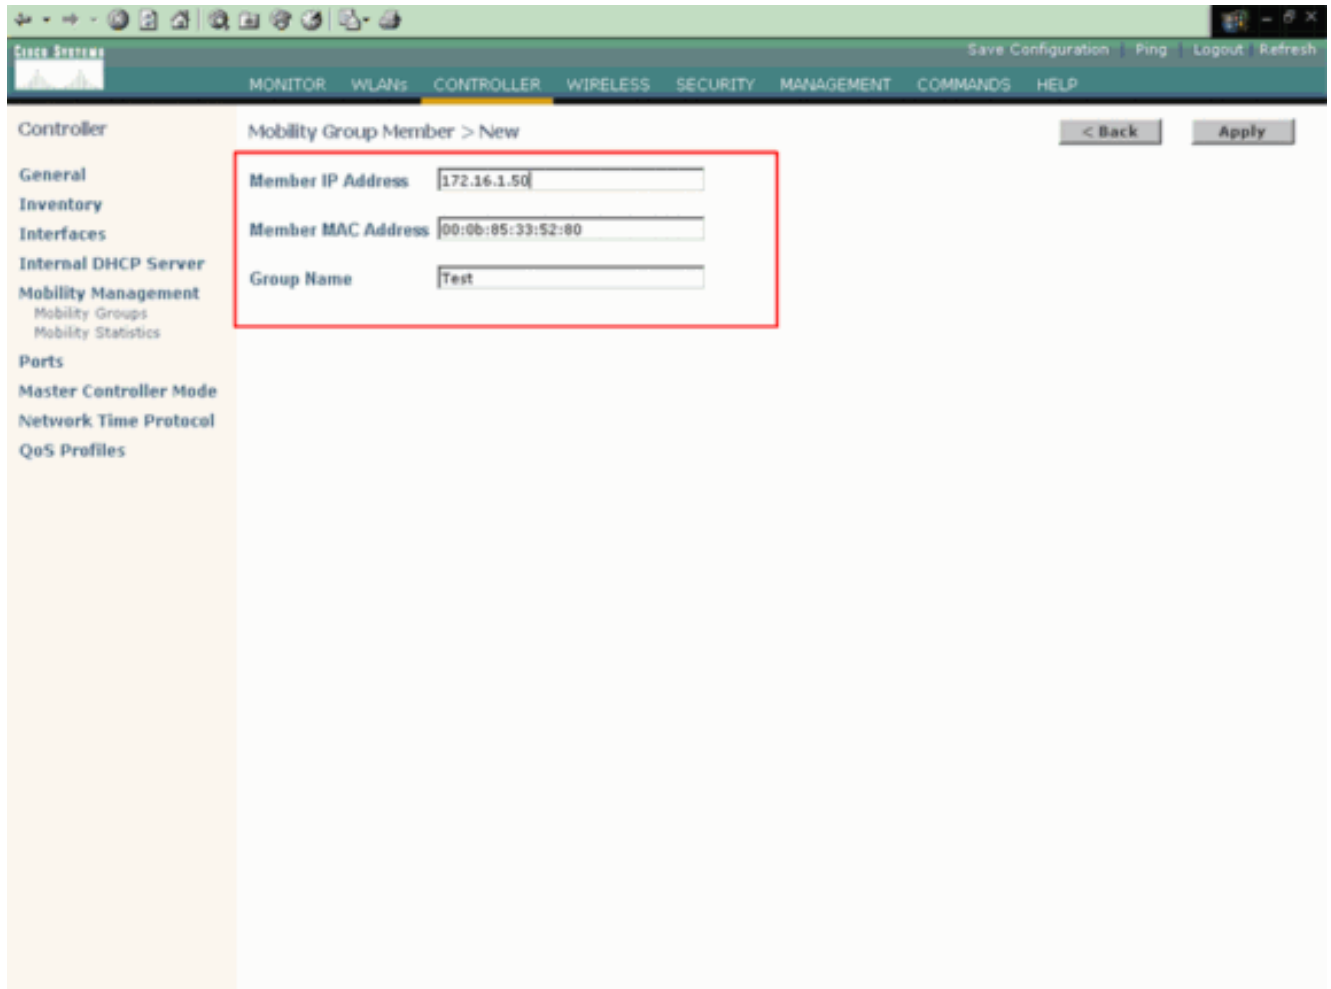 CISCO SYSTEMS
Save Configuration | Ping | Logout | Refresh
MONITOR WLANs CONTROLLER WIRELESS SECURITY MANAGEMENT COMMANDS HELP
Controller
General
Inventory
Interfaces
Internal DHCP Server
Mobility Management
Mobility Groups
Mobility Statistics
Ports
Master Controller Mode
Network Time Protocol
QoS Profiles
Mobility Group Member > New
< Back
Apply
Member IP Address 172.16.1.50
Member MAC Address 00:0b:85:33:52:80
Group Name Test